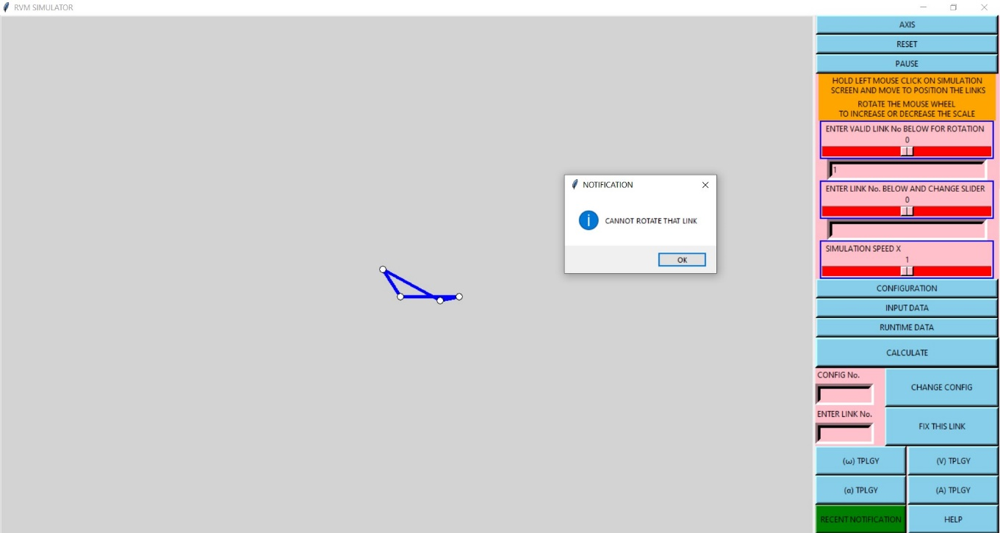 RVM SIMULATOR
AXIS
RESET
PAUSE
HOLD LEFT MOUSE CLICK ON SIMULATION
SCREEN AND MOVE TO POSITION THE LINKS
ROTATE THE MOUSE WHEEL
TO INCREASE OR DECREASE THE SCALE
ENTER VALID LINK No BELOW FOR ROTATION
0
1
NOTIFICATION
CANNOT ROTATE THAT LINK
OK
ENTER LINK No. BELOW AND CHANGE SLIDER
0
SIMULATION SPEED X
1
CONFIGURATION
INPUT DATA
RUNTIME DATA
CALCULATE
CONFIG No.
CHANGE CONFIG
ENTER LINK No.
FIX THIS LINK
(ω) TPLGY
(V) TPLGY
(α) TPLGY
(A) TPLGY
RECENT NOTIFICATION
HELP